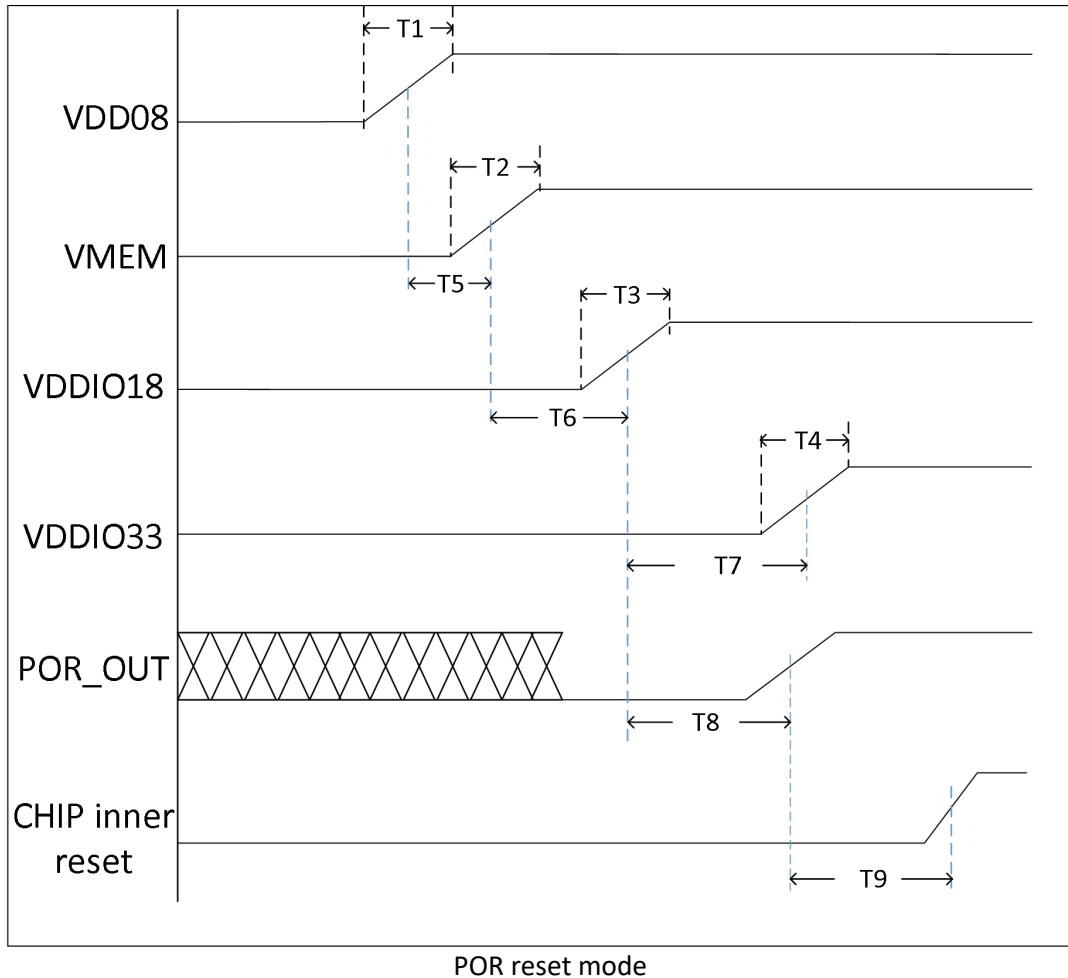 T1
VDD08
T2
VMEM
T5
T3
VDDIO18
T6
T4
VDDIO33
T7
POR_OUT
T8
CHIP inner
reset
T9
POR reset mode